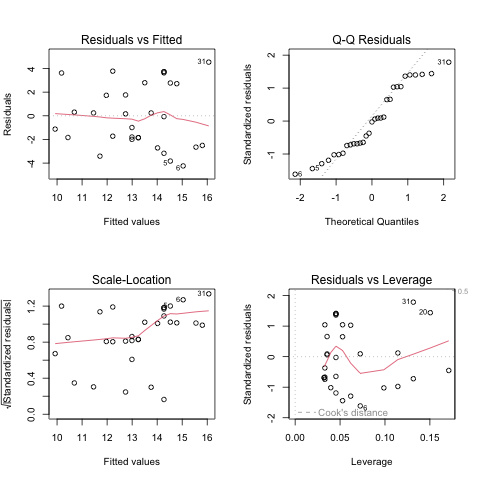 Residuals vs Fitted
Residuals
-4 -2 0 2 4
31
5
6
10 11 12 13 14 15 16
Fitted values
Q-Q Residuals
Standardized residuals
-1 0 1 2
31
6
5
-2 -1 0 1 2
Theoretical Quantiles
Scale-Location
√|Standardized residuals|
0.0 0.4 0.8 1.2
31
6
5
10 11 12 13 14 15 16
Fitted values
Residuals vs Leverage
Standardized residuals
-2 -1 0 1 2
31
20
0.5
6
Cook's distance
0.00 0.05 0.10 0.15
Leverage